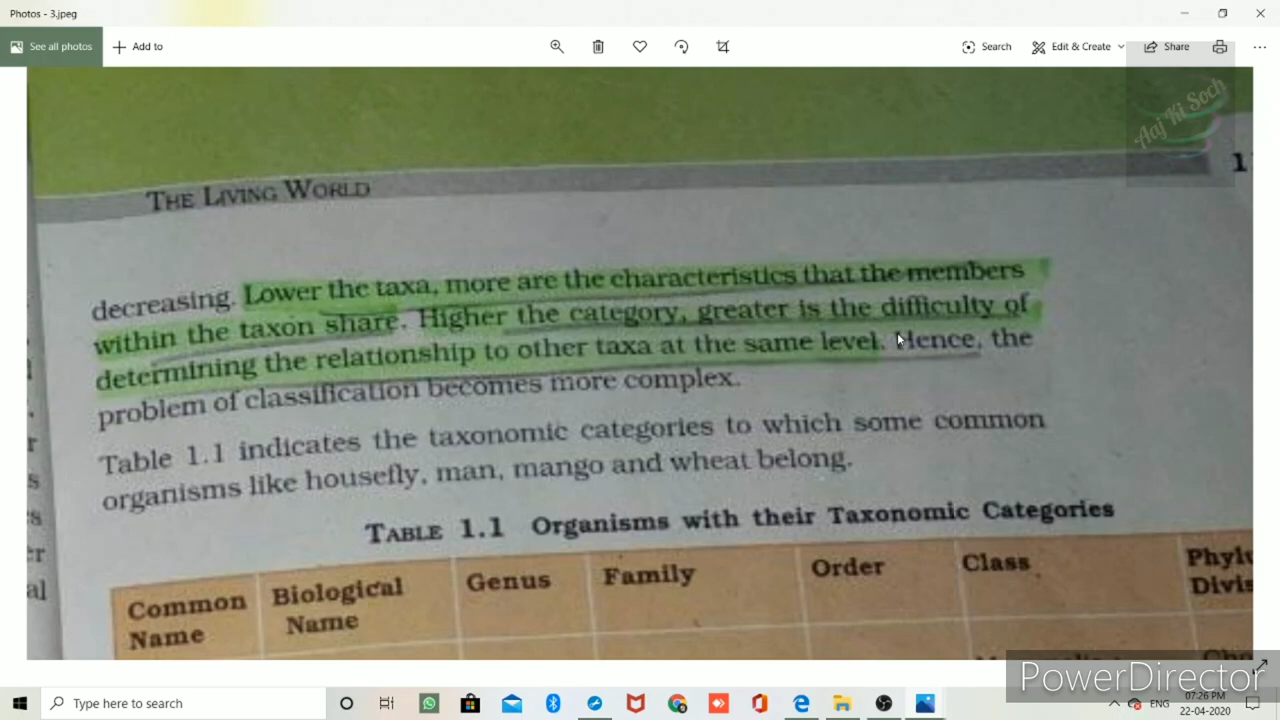 Photos - 3.jpeg
See all photos
Add to
Search
Edit & Create
Share
Aaj Ki Soch
THE LIVING WORLD
decreasing. Lower the taxa, more are the characteristics that the members
within the taxon share. Higher the category, greater is the difficulty of
determining the relationship to other taxa at the same level. Hence, the
problem of classification becomes more complex.
Table 1.1 indicates the taxonomic categories to which some common
organisms like housefly, man, mango and wheat belong.
TABLE 1.1 Organisms with their Taxonomic Categories
Common Name
Biological Name
Genus
Family
Order
Class
PowerDirector
Type here to search
ENG
07:26 PM
22-04-2020